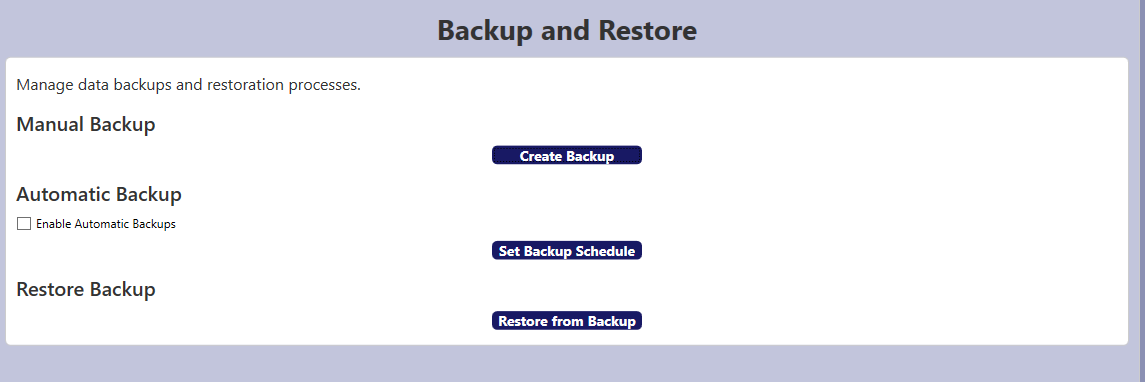 Backup and Restore
Manage data backups and restoration processes.
Manual Backup
Create Backup
Automatic Backup
Enable Automatic Backups
Set Backup Schedule
Restore Backup
Restore from Backup